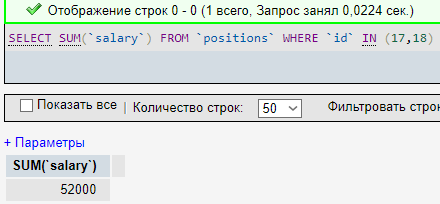 Отображение строк 0 - 0 (1 всего, Запрос занял 0,0224 сек.)
SELECT SUM(`salary`) FROM `positions` WHERE `id` IN (17,18)
Показать все | Количество строк: 50 Фильтровать
+ Параметры
SUM(`salary`)
52000